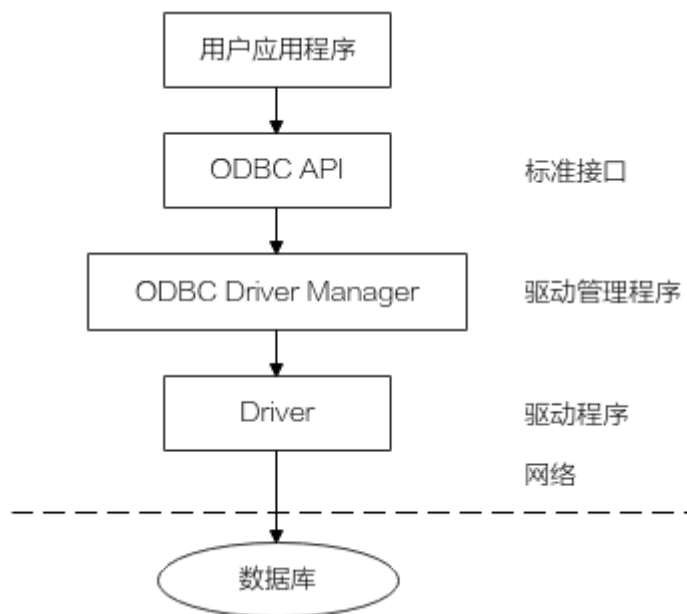 用户应用程序
ODBC API
标准接口
ODBC Driver Manager
驱动管理程序
Driver
驱动程序
网络
数据库